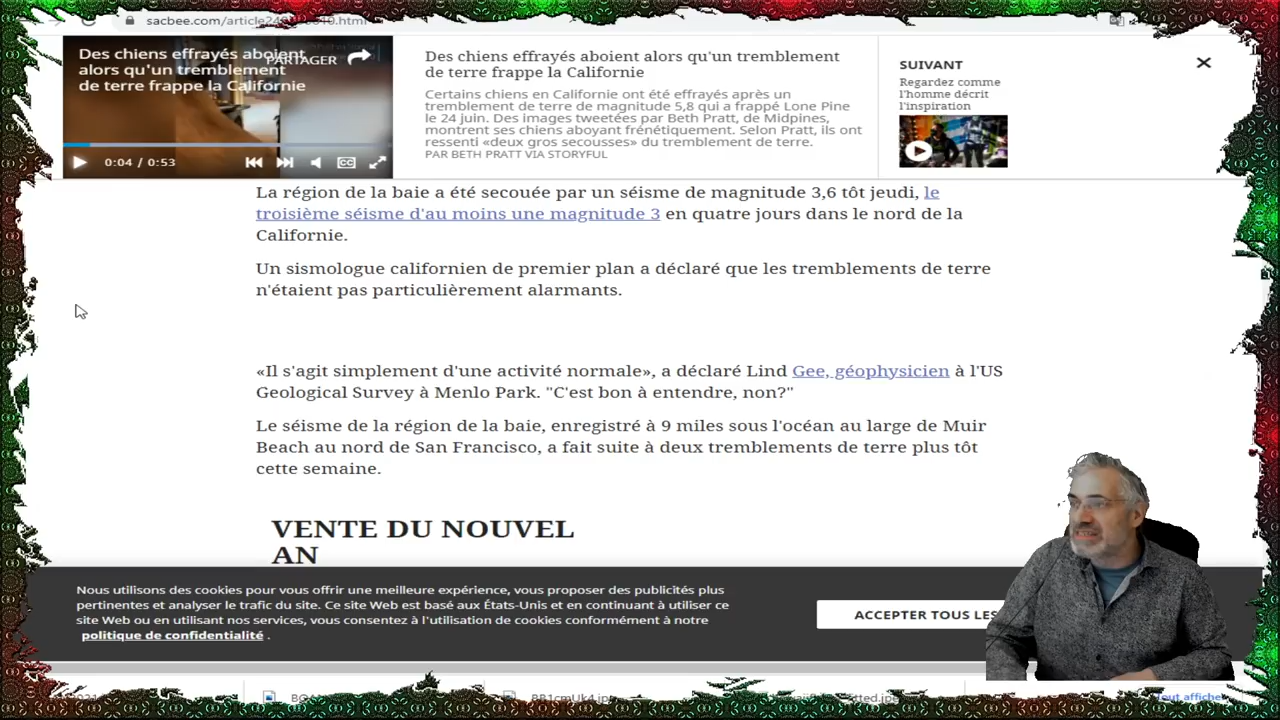 sacbee.com/article24
.html
Des chiens effrayés aboient
alors qu'un tremblement
de terre frappe la Californie
PARTAGER
0:04 / 0:53
CC
Des chiens effrayés aboient alors qu'un tremblement
de terre frappe la Californie
Certains chiens en Californie ont été effrayés après un
tremblement de terre de magnitude 5,8 qui a frappé Lone Pine
le 24 juin. Des images tweetées par Beth Pratt, de Midpines,
montrent ses chiens aboyant frénétiquement. Selon Pratt, ils ont
ressenti «deux gros secousses» du tremblement de terre.
PAR BETH PRATT VIA STORYFUL
SUIVANT
Regardez comme
l'homme décrit
l'inspiration
La région de la baie a été secouée par un séisme de magnitude 3,6 tôt jeudi, le
troisième séisme d'au moins une magnitude 3 en quatre jours dans le nord de la
Californie.
Un sismologue californien de premier plan a déclaré que les tremblements de terre
n'étaient pas particulièrement alarmants.
«Il s'agit simplement d'une activité normale», a déclaré Lind Gee, géophysicien à l'US
Geological Survey à Menlo Park. "C'est bon à entendre, non?"
Le séisme de la région de la baie, enregistré à 9 miles sous l'océan au large de Muir
Beach au nord de San Francisco, a fait suite à deux tremblements de terre plus tôt
cette semaine.
VENTE DU NOUVEL
AN
Nous utilisons des cookies pour vous offrir une meilleure expérience, vous proposer des publicités plus
pertinentes et analyser le trafic du site. Ce site Web est basé aux États-Unis et en continuant à utiliser ce
site Web ou en utilisant nos services, vous consentez à l'utilisation de cookies conformément à notre
politique de confidentialité .
ACCEPTER TOUS LES